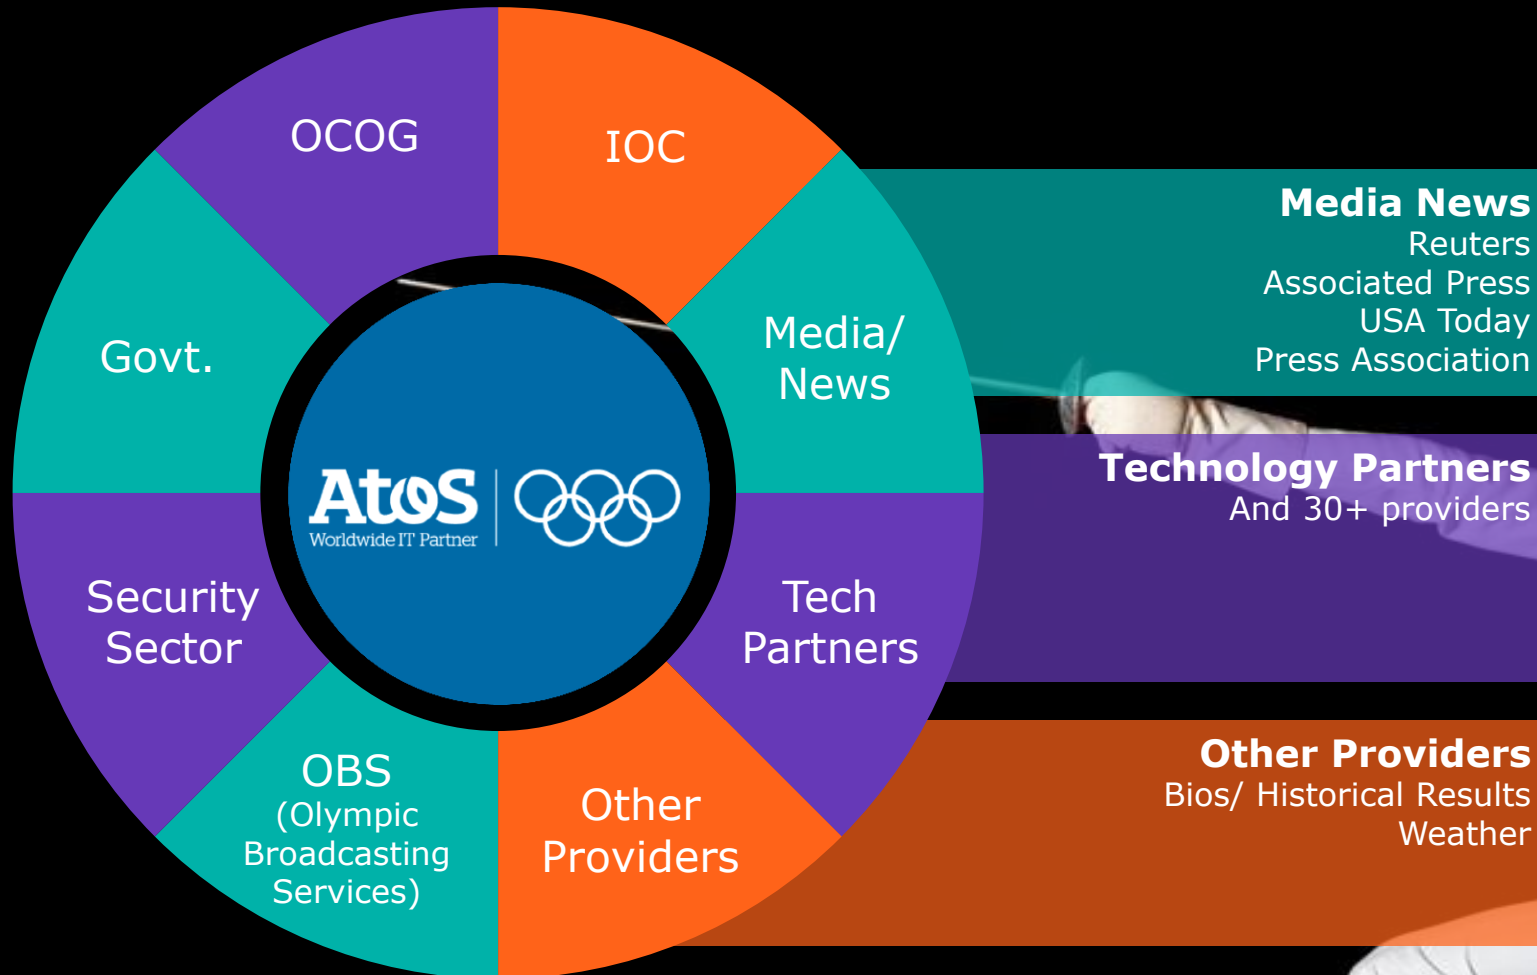 OCOG
IOC
Govt.
Media/
News
Security
Sector
Tech
Partners
OBS
(Olympic
Broadcasting
Services)
Other
Providers
Atos
Worldwide IT Partner
Media News
Reuters
Associated Press
USA Today
Press Association
Technology Partners
And 30+ providers
Other Providers
Bios/ Historical Results
Weather